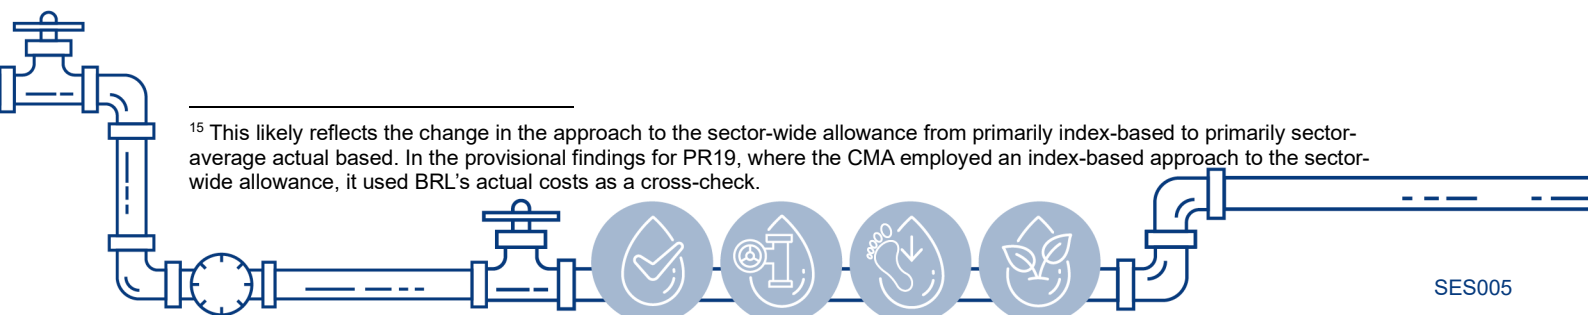 15 This likely reflects the change in the approach to the sector-wide allowance from primarily index-based to primarily sector-
average actual based. In the provisional findings for PR19, where the CMA employed an index-based approach to the sector-
wide allowance, it used BRL’s actual costs as a cross-check.
SES005